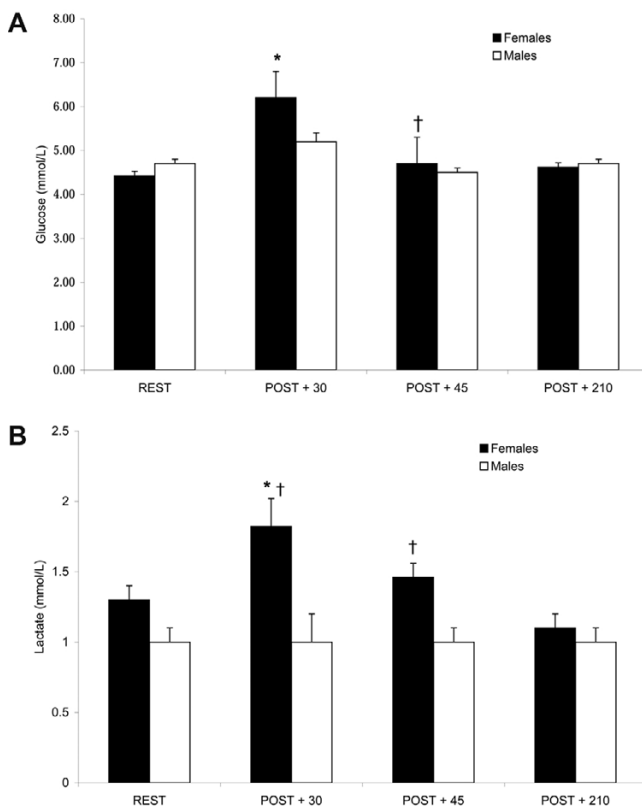 A
Females
Males
Glucose (mmol/L)
8.00
7.00
6.00
5.00
4.00
3.00
2.00
1.00
0.00
*
†
REST
POST + 30
POST + 45
POST + 210
B
Females
Males
Lactate (mmol/L)
2.5
2
1.5
1
0.5
0
* †
†
REST
POST + 30
POST + 45
POST + 210